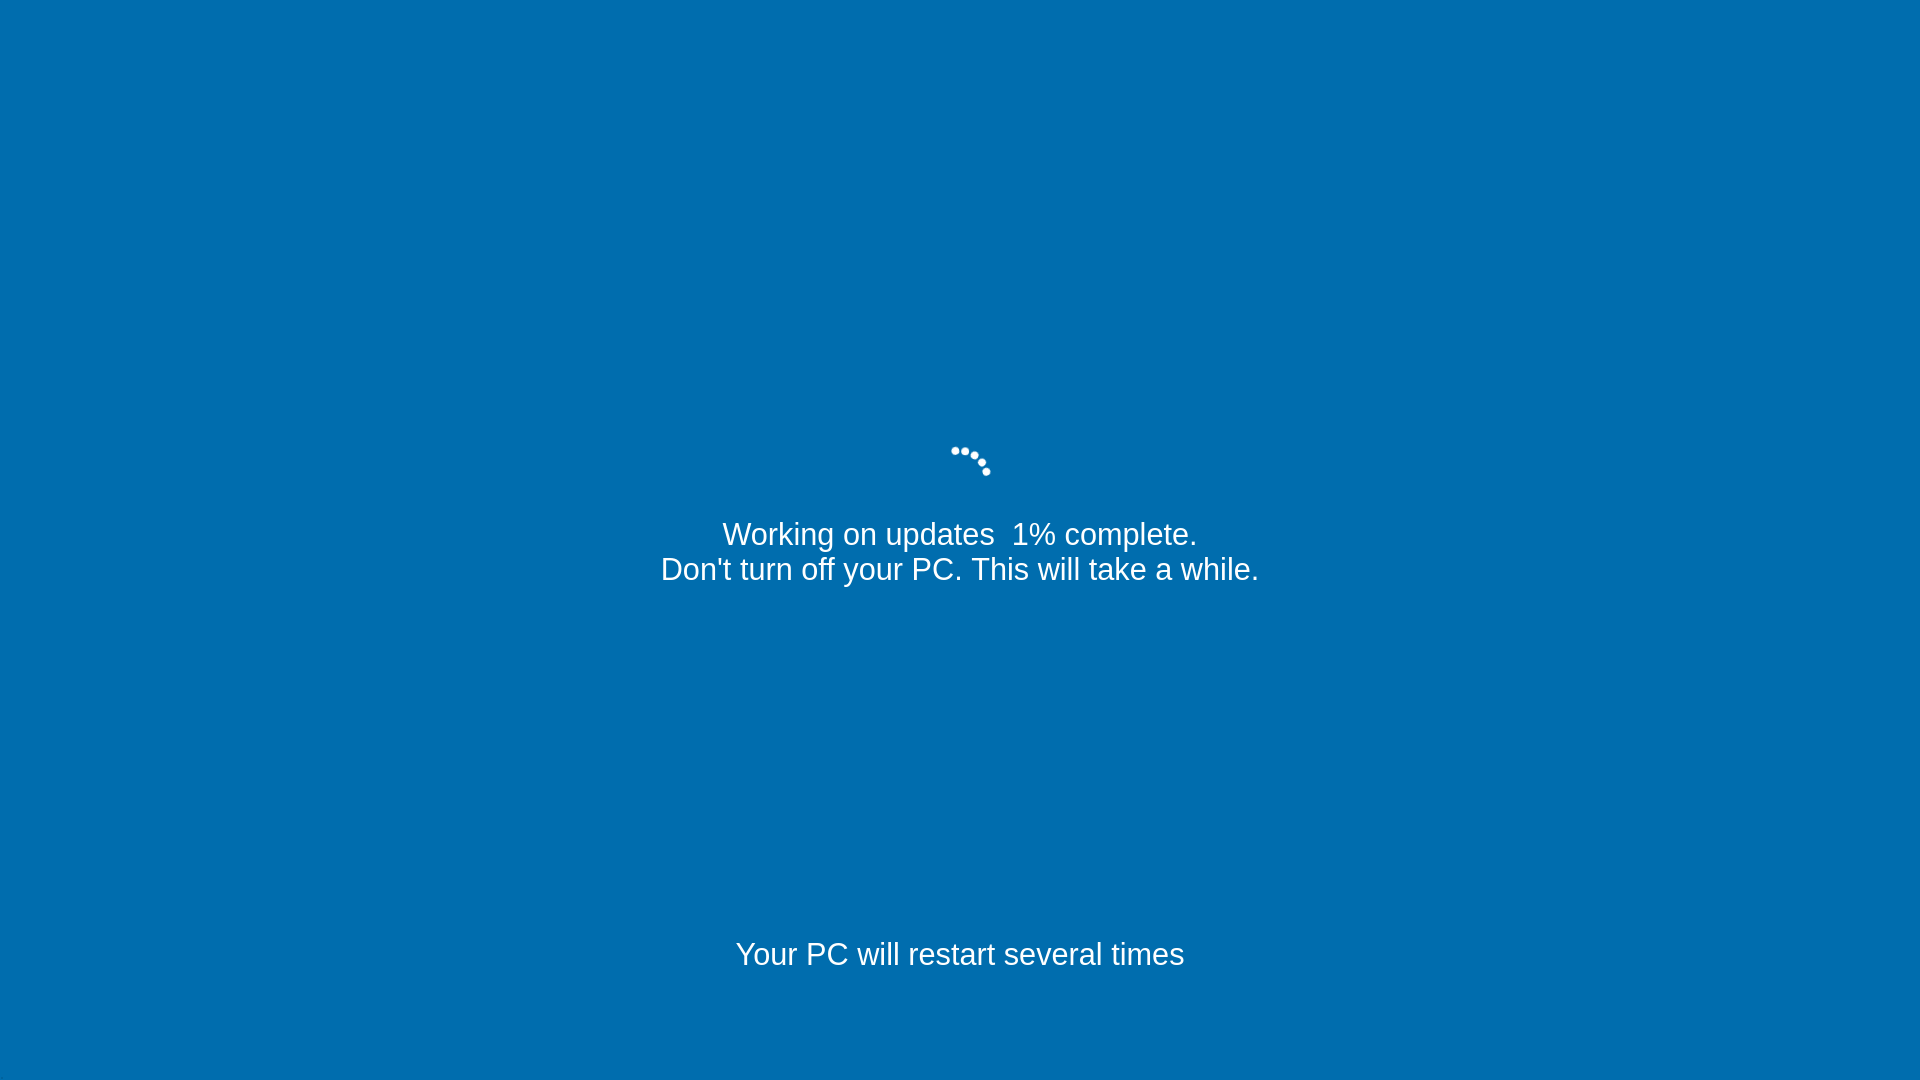 Working on updates  1% complete.
Don't turn off your PC. This will take a while.
Your PC will restart several times